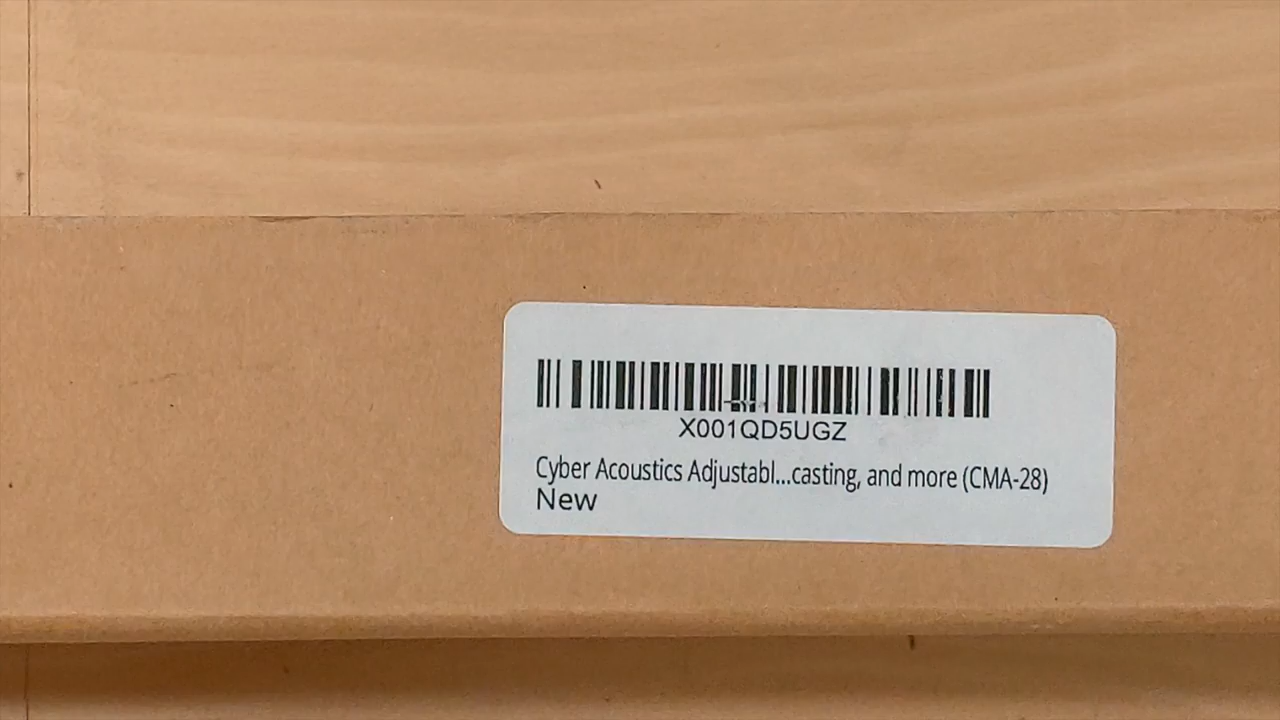 X001QD5UGZ
Cyber Acoustics Adjustabl...casting, and more (CMA-28)
New